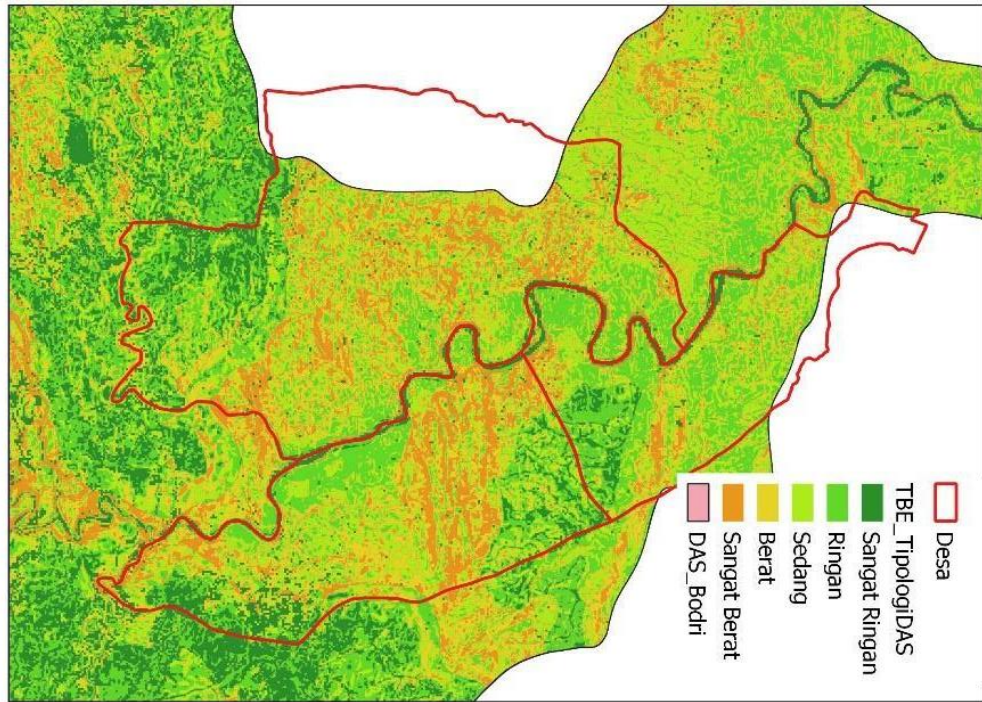 Desa
TBE_TipologiDAS
Sangat Ringan
Ringan
Sedang
Berat
Sangat Berat
DAS_Bodri